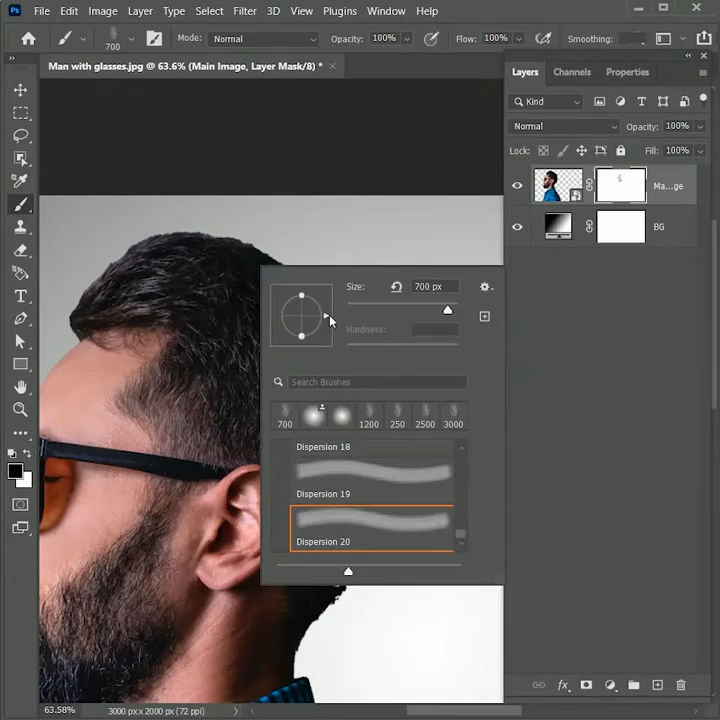 Ps File Edit Image Layer Type Select Filter 3D View Plugins Window Help
700 Mode: Normal Opacity: 100% Flow: 100% Smoothing:
Man with glasses.jpg @ 63.6% (Main Image, Layer Mask/8) *
Layers Channels Properties
Kind
Normal Opacity: 100%
Lock: Fill: 100%
Ma...ge
BG
Size: 700 px
Hardness:
Search Brushes
700 1200 250 2500 3000
Dispersion 18
Dispersion 19
Dispersion 20
fx
63.58% 3000 px x 2000 px (72 ppi)